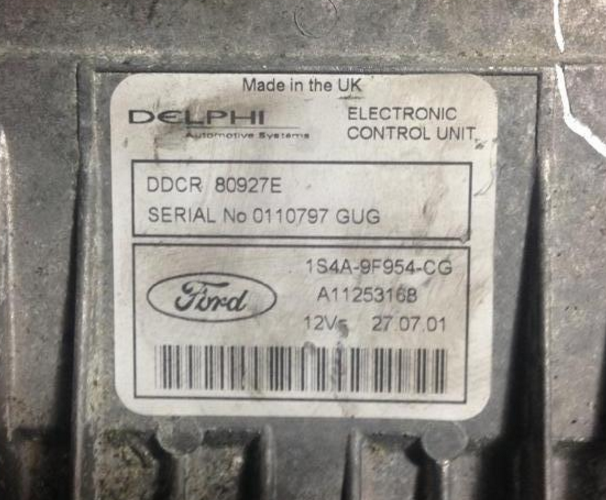 Made in the UK
DELPHI
Automotive Systems
ELECTRONIC
CONTROL UNIT
DDCR 80927E
SERIAL No 0110797 GUG
Ford
1S4A-9F954-CG
A11253168
12V 27.07.01